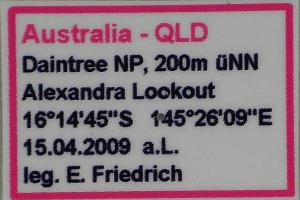 Australia - QLD
Daintree NP, 200m üNN
Alexandra Lookout
16°14'45"S 145°26'09"E
15.04.2009 a.L.
leg. E. Friedrich